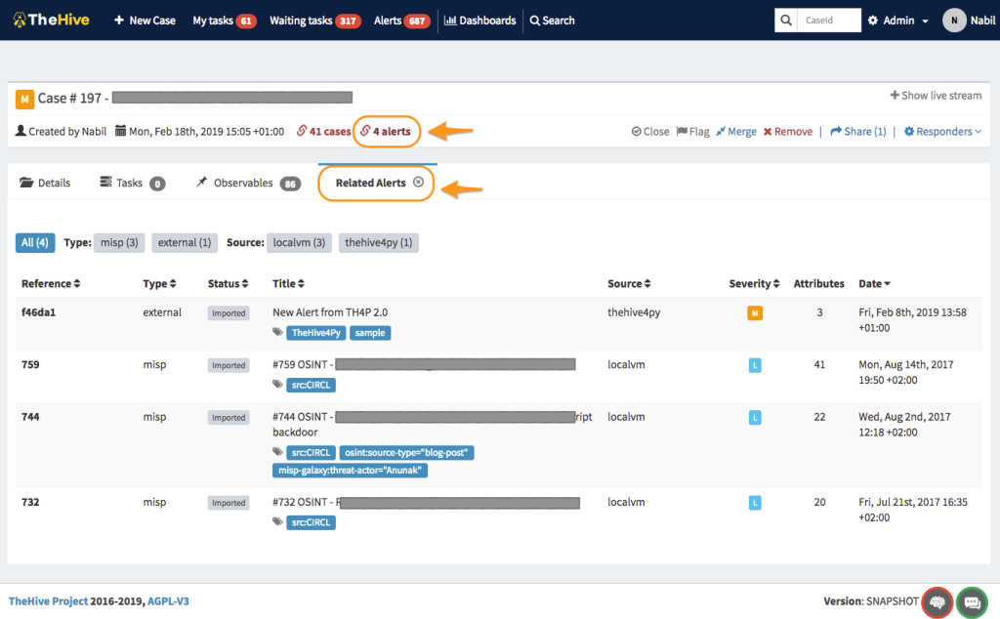 TheHive New Case My tasks 61 Waiting tasks 317 Alerts 687 Dashboards Search CaseId Admin N Nabil
M Case # 197 - Show live stream
Created by Nabil Mon, Feb 18th, 2019 15:05 +01:00 41 cases 4 alerts Close Flag Merge Remove | Share (1) | Responders
Details Tasks 0 Observables 86 Related Alerts
All (4) Type: misp (3) external (1) Source: localvm (3) thehive4py (1)
Reference Type Status Title Source Severity Attributes Date
f46da1 external Imported New Alert from TH4P 2.0 thehive4py M 3 Fri, Feb 8th, 2019 13:58
+01:00
TheHive4Py sample
759 misp Imported #759 OSINT - localvm L 41 Mon, Aug 14th, 2017
19:50 +02:00
src:CIRCL
744 misp Imported #744 OSINT - ript localvm L 22 Wed, Aug 2nd, 2017
backdoor 12:18 +02:00
src:CIRCL osint:source-type="blog-post"
misp-galaxy:threat-actor="Anunak"
732 misp Imported #732 OSINT - localvm L 20 Fri, Jul 21st, 2017 16:35
+02:00
src:CIRCL
TheHive Project 2016-2019, AGPL-V3 Version: SNAPSHOT